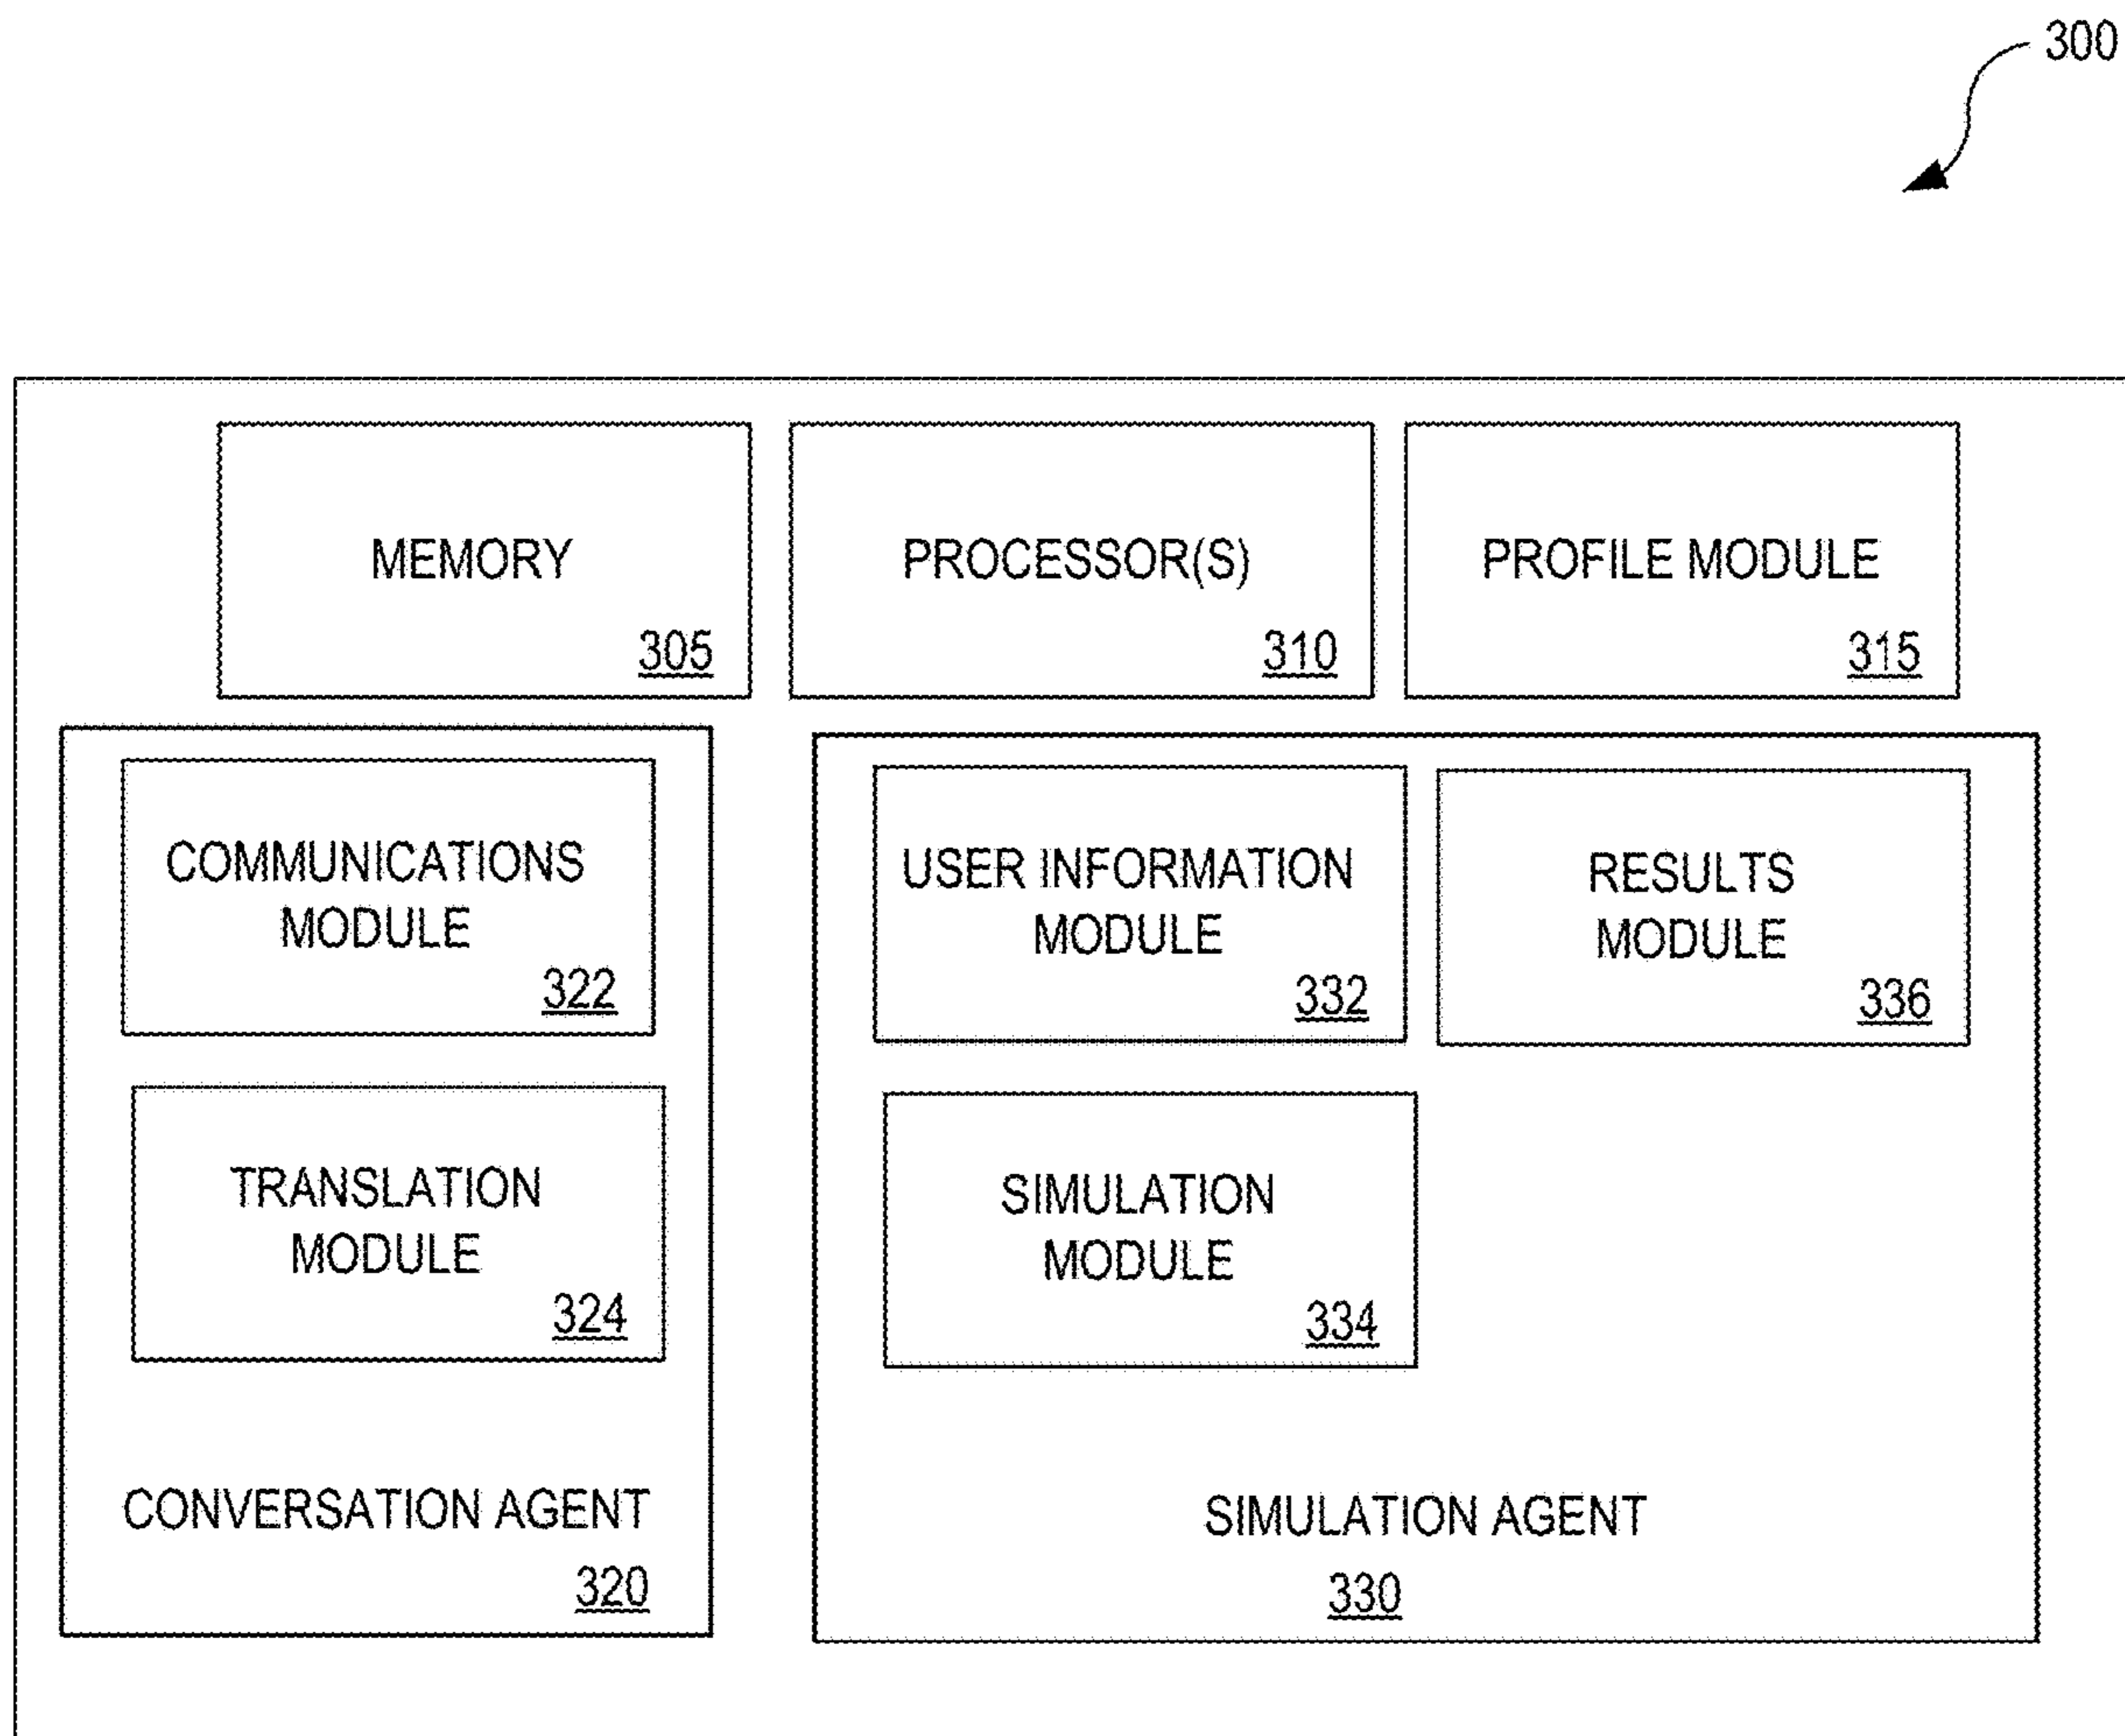 300
MEMORY
305
PROCESSOR(S)
310
PROFILE MODULE
315
COMMUNICATIONS
MODULE
322
TRANSLATION
MODULE
324
CONVERSATION AGENT
320
USER INFORMATION
MODULE
332
RESULTS
MODULE
336
SIMULATION
MODULE
334
SIMULATION AGENT
330